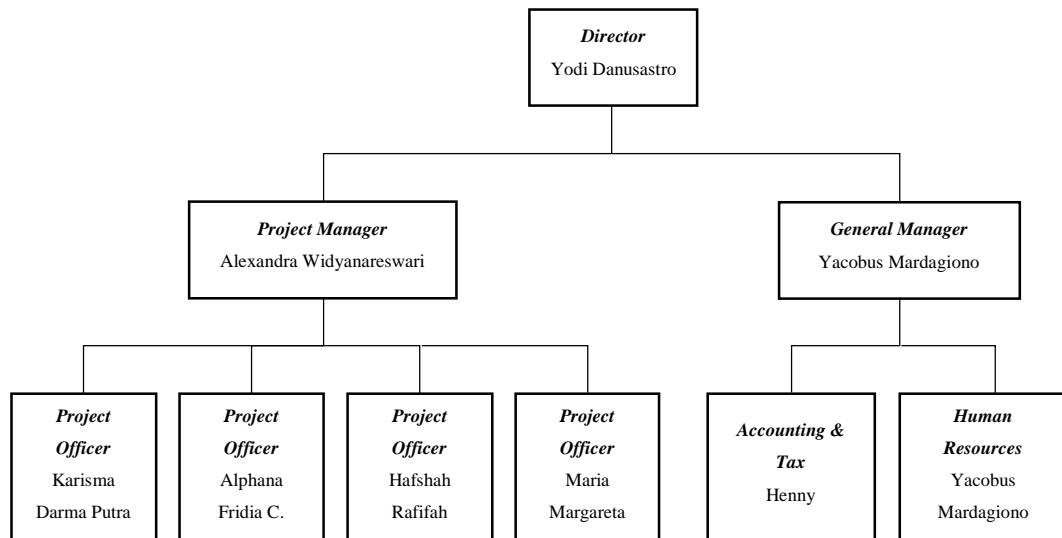 Director
Yodi Danusastro
Project Manager
Alexandra Widyanareswari
General Manager
Yacobus Mardagiono
Project
Officer
Karisma
Darma Putra
Project
Officer
Alphana
Fridia C.
Project
Officer
Hafshah
Rafifah
Project
Officer
Maria
Margareta
Accounting &
Tax
Henny
Human
Resources
Yacobus
Mardagiono